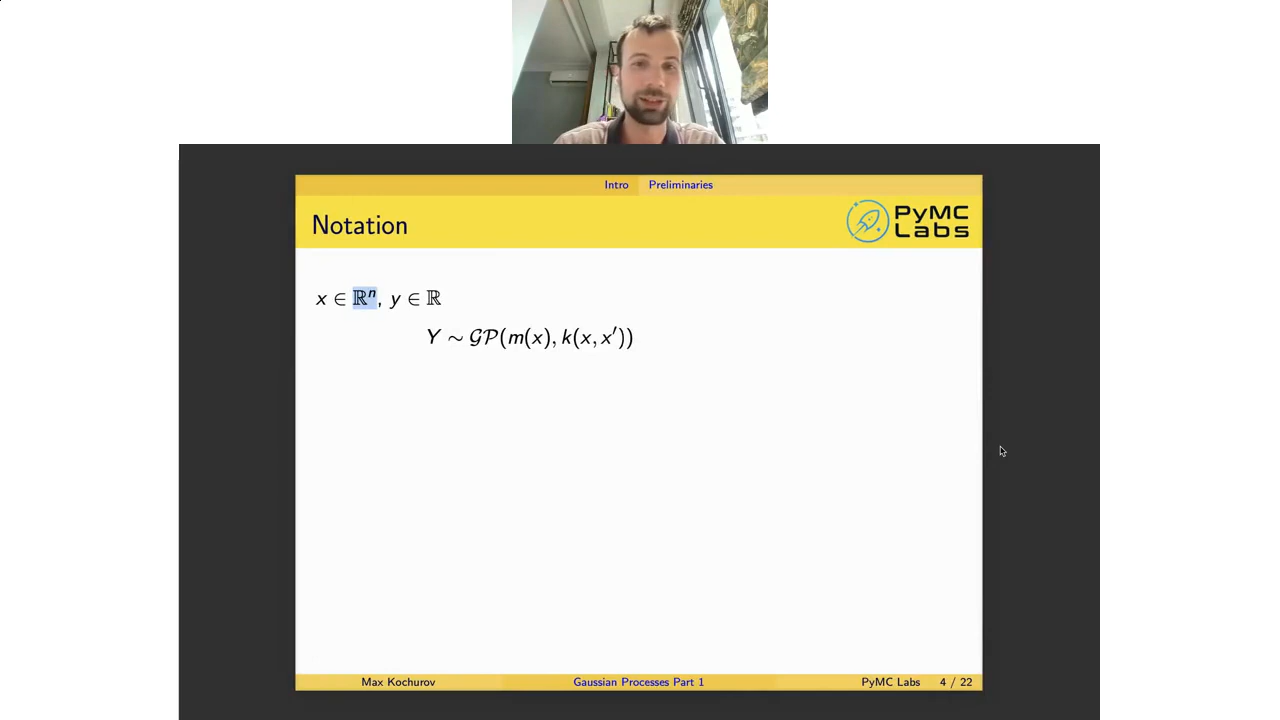 Intro Preliminaries
Notation
PyMC
Labs
x ∈ ℝⁿ, y ∈ ℝ
Y ∼ 𝒢𝒫(m(x), k(x, x′))
Max Kochurov Gaussian Processes Part 1 PyMC Labs 4 / 22